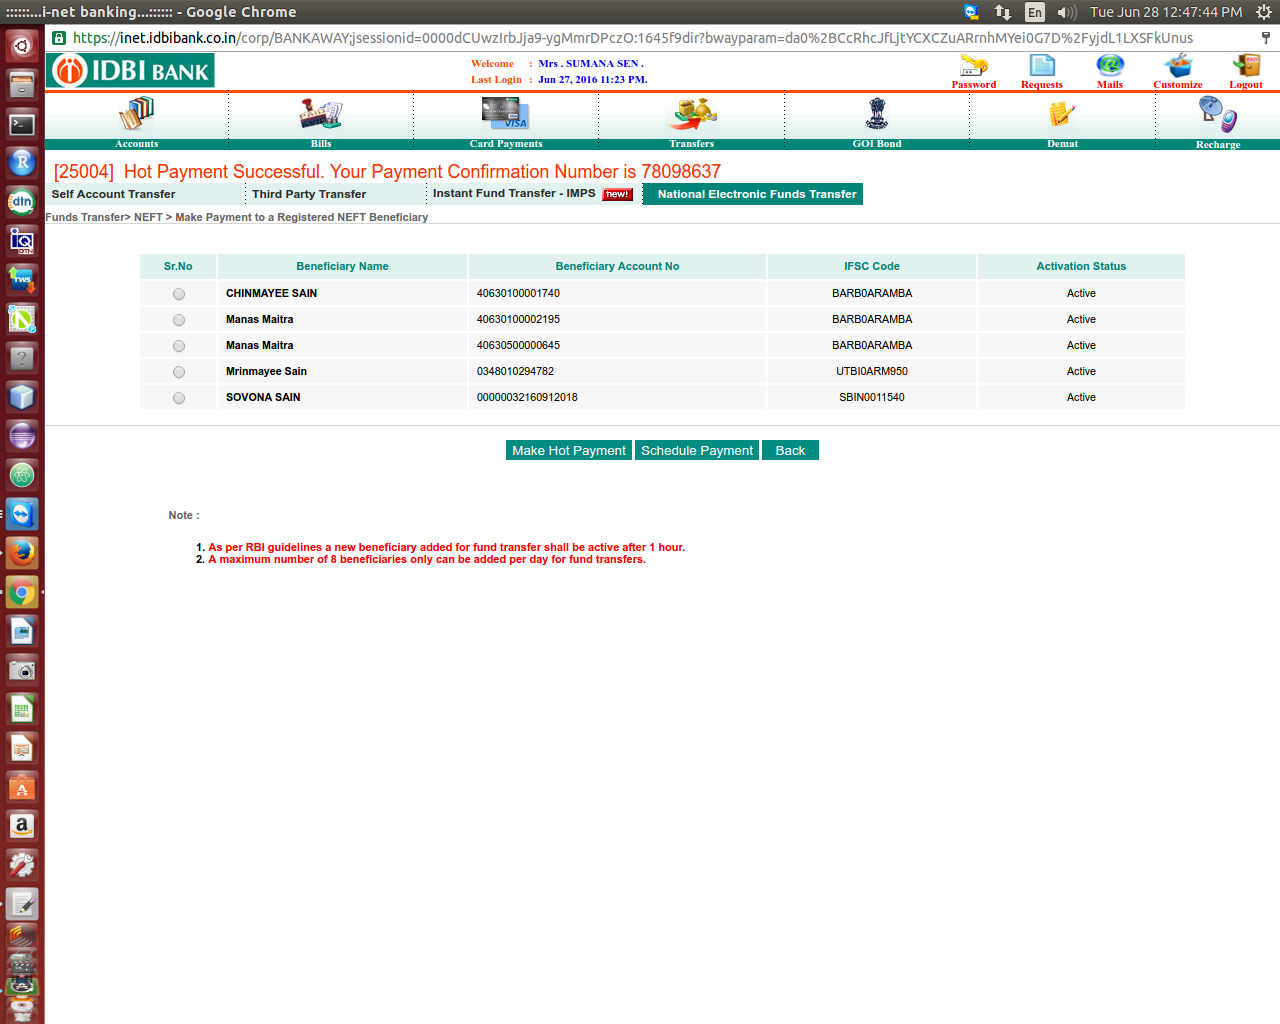 ::::::...i-net banking...:::::: - Google Chrome
En
Tue Jun 28 12:47:44 PM
https://inet.idbibank.co.in/corp/BANKAWAY;jsessionid=0000dCUwzIrbJja9-ygMmrDPczO:1645f9dir?bwayparam=da0%2BCcRhcJfLjtYCXCZuARrnhMYei0G7D%2FyjdL1LXSFkUnus
IDBI BANK
Welcome : Mrs . SUMANA SEN .
Last Login : Jun 27, 2016 11:23 PM.
Password
Requests
Mails
Customize
Logout
VISA
Accounts
Bills
Card Payments
Transfers
GOI Bond
Demat
Recharge
[25004] Hot Payment Successful. Your Payment Confirmation Number is 78098637
Self Account Transfer
Third Party Transfer
Instant Fund Transfer - IMPS new!
National Electronic Funds Transfer
Funds Transfer> NEFT > Make Payment to a Registered NEFT Beneficiary
Sr.No Beneficiary Name Beneficiary Account No IFSC Code Activation Status
CHINMAYEE SAIN 40630100001740 BARB0ARAMBA Active
Manas Maitra 40630100002195 BARB0ARAMBA Active
Manas Maitra 40630500000645 BARB0ARAMBA Active
Mrinmayee Sain 0348010294782 UTBI0ARM950 Active
SOVONA SAIN 00000032160912018 SBIN0011540 Active
Make Hot Payment
Schedule Payment
Back
Note :
1. As per RBI guidelines a new beneficiary added for fund transfer shall be active after 1 hour.
2. A maximum number of 8 beneficiaries only can be added per day for fund transfers.
R
dtn
iQ
DTN
rws
N
?
A
a